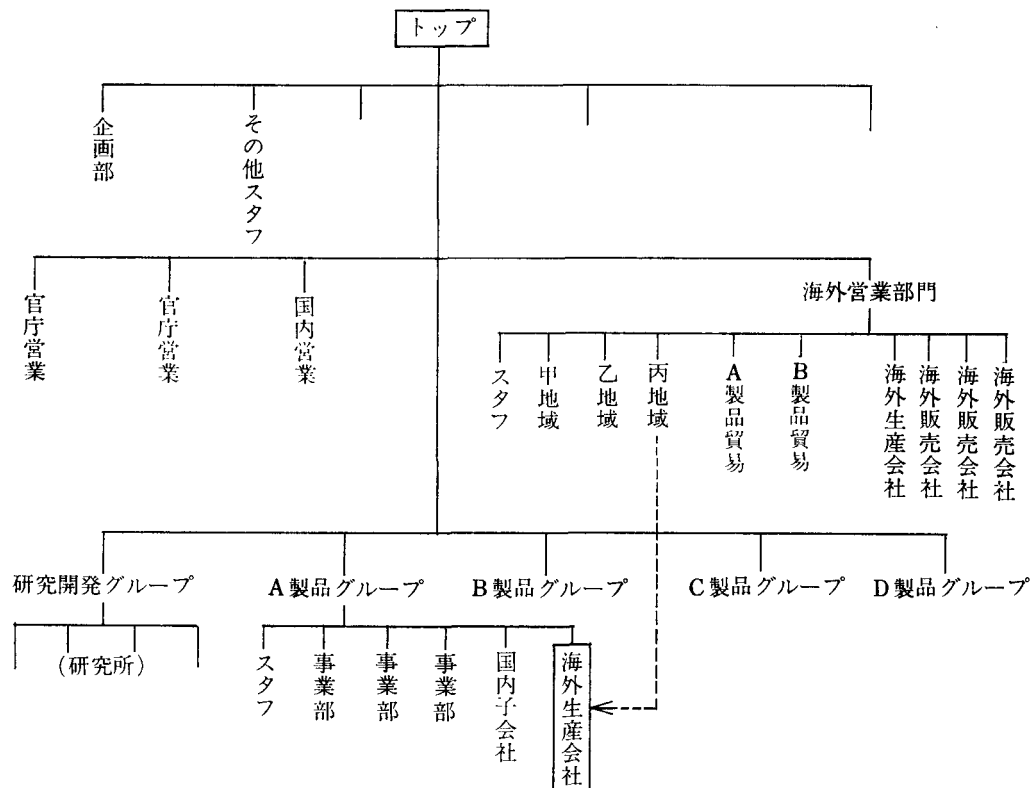 トップ
企画部
その他スタフ
官庁営業
官庁営業
国内営業
海外営業部門
スタフ
甲地域
乙地域
丙地域
A製品貿易
B製品貿易
海外生産会社
海外販売会社
海外販売会社
海外販売会社
研究開発グループ
A製品グループ
B製品グループ
C製品グループ
D製品グループ
(研究所)
スタフ
事業部
事業部
事業部
国内子会社
海外生産会社